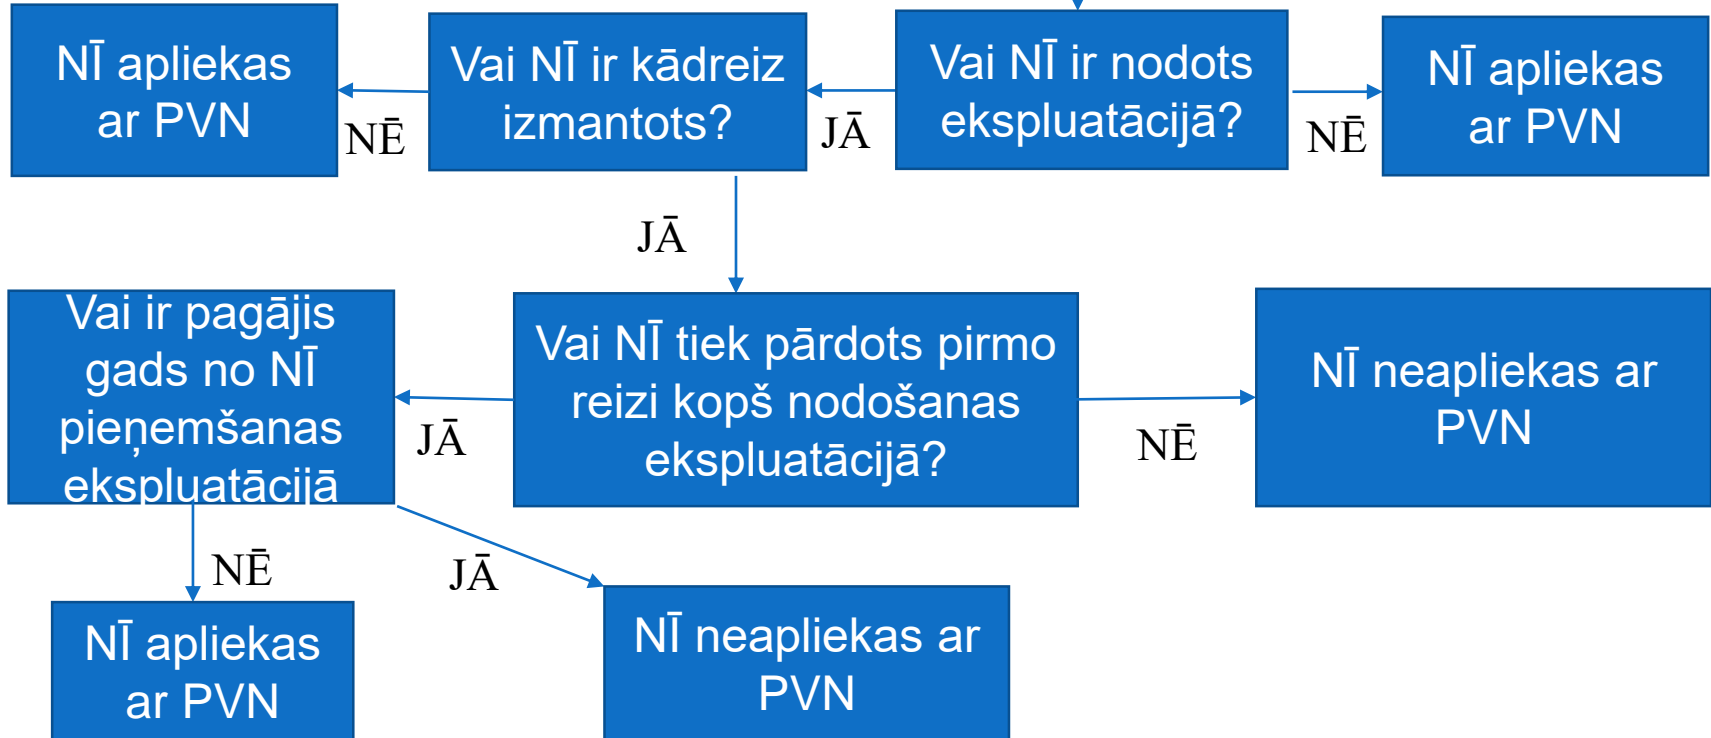 NĪ apliekas
ar PVN
NĒ
Vai NĪ ir kādreiz
izmantots?
JĀ
Vai NĪ ir nodots
ekspluatācijā?
NĒ
NĪ apliekas
ar PVN
JĀ
Vai ir pagājis
gads no NĪ
pieņemšanas
ekspluatācijā
JĀ
Vai NĪ tiek pārdots pirmo
reizi kopš nodošanas
ekspluatācijā?
NĒ
NĪ neapliekas ar
PVN
NĒ
JĀ
NĪ apliekas
ar PVN
NĪ neapliekas ar
PVN